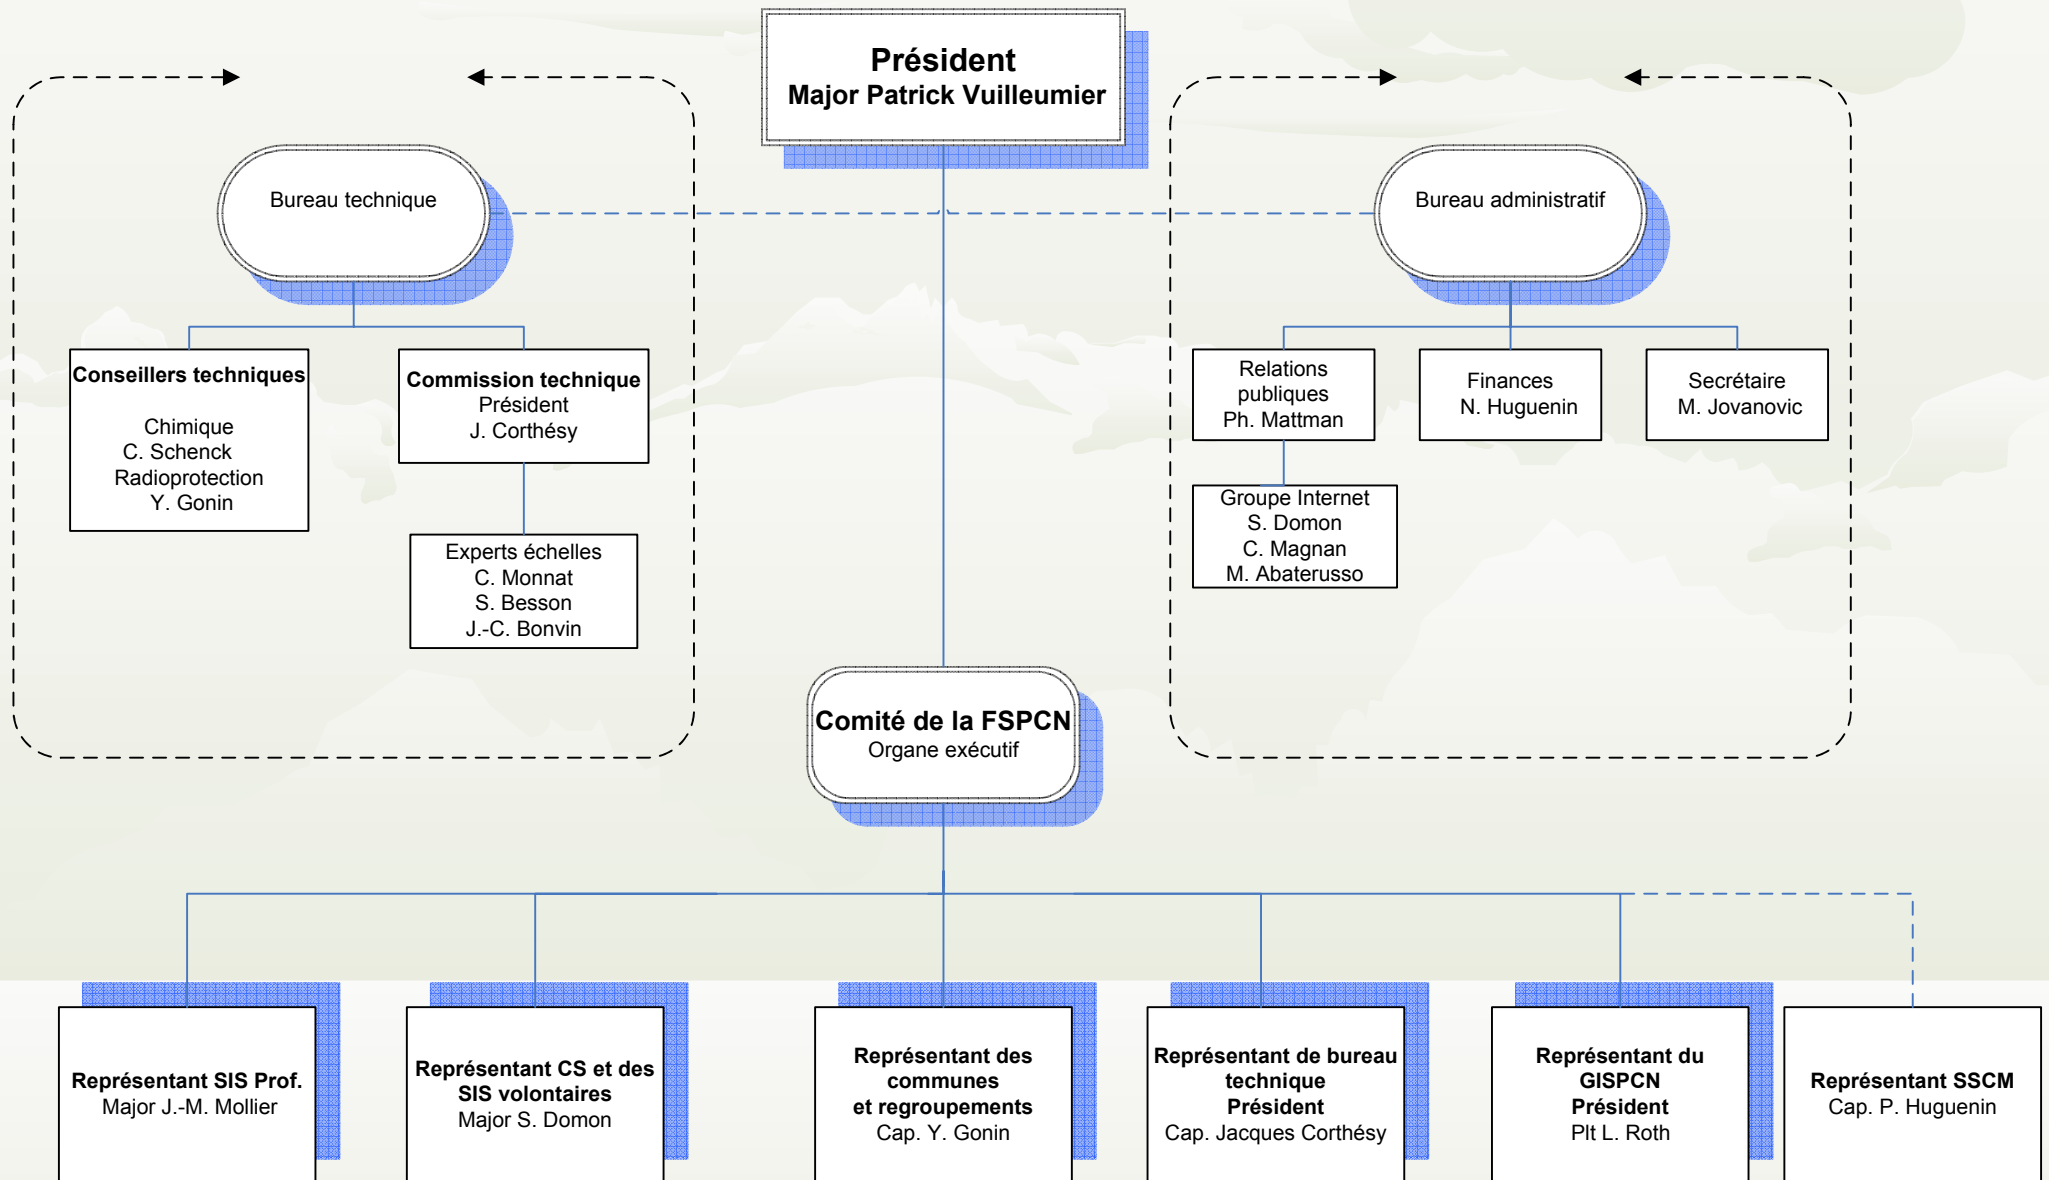 Président
Major Patrick Vuilleumier
Bureau technique
Bureau administratif
Conseillers techniques
Chimique
C. Schenck
Radioprotection
Y. Gonin
Commission technique
Président
J. Corthésy
Experts échelles
C. Monnat
S. Besson
J.-C. Bonvin
Relations
publiques
Ph. Mattman
Finances
N. Huguenin
Secrétaire
M. Jovanovic
Groupe Internet
S. Domon
C. Magnan
M. Abaterusso
Comité de la FSPCN
Organe exécutif
Représentant SIS Prof.
Major J.-M. Mollier
Représentant CS et des
SIS volontaires
Major S. Domon
Représentant des
communes
et regroupements
Cap. Y. Gonin
Représentant de bureau
technique
Président
Cap. Jacques Corthésy
Représentant du
GISPCN
Président
Plt L. Roth
Représentant SSCM
Cap. P. Huguenin